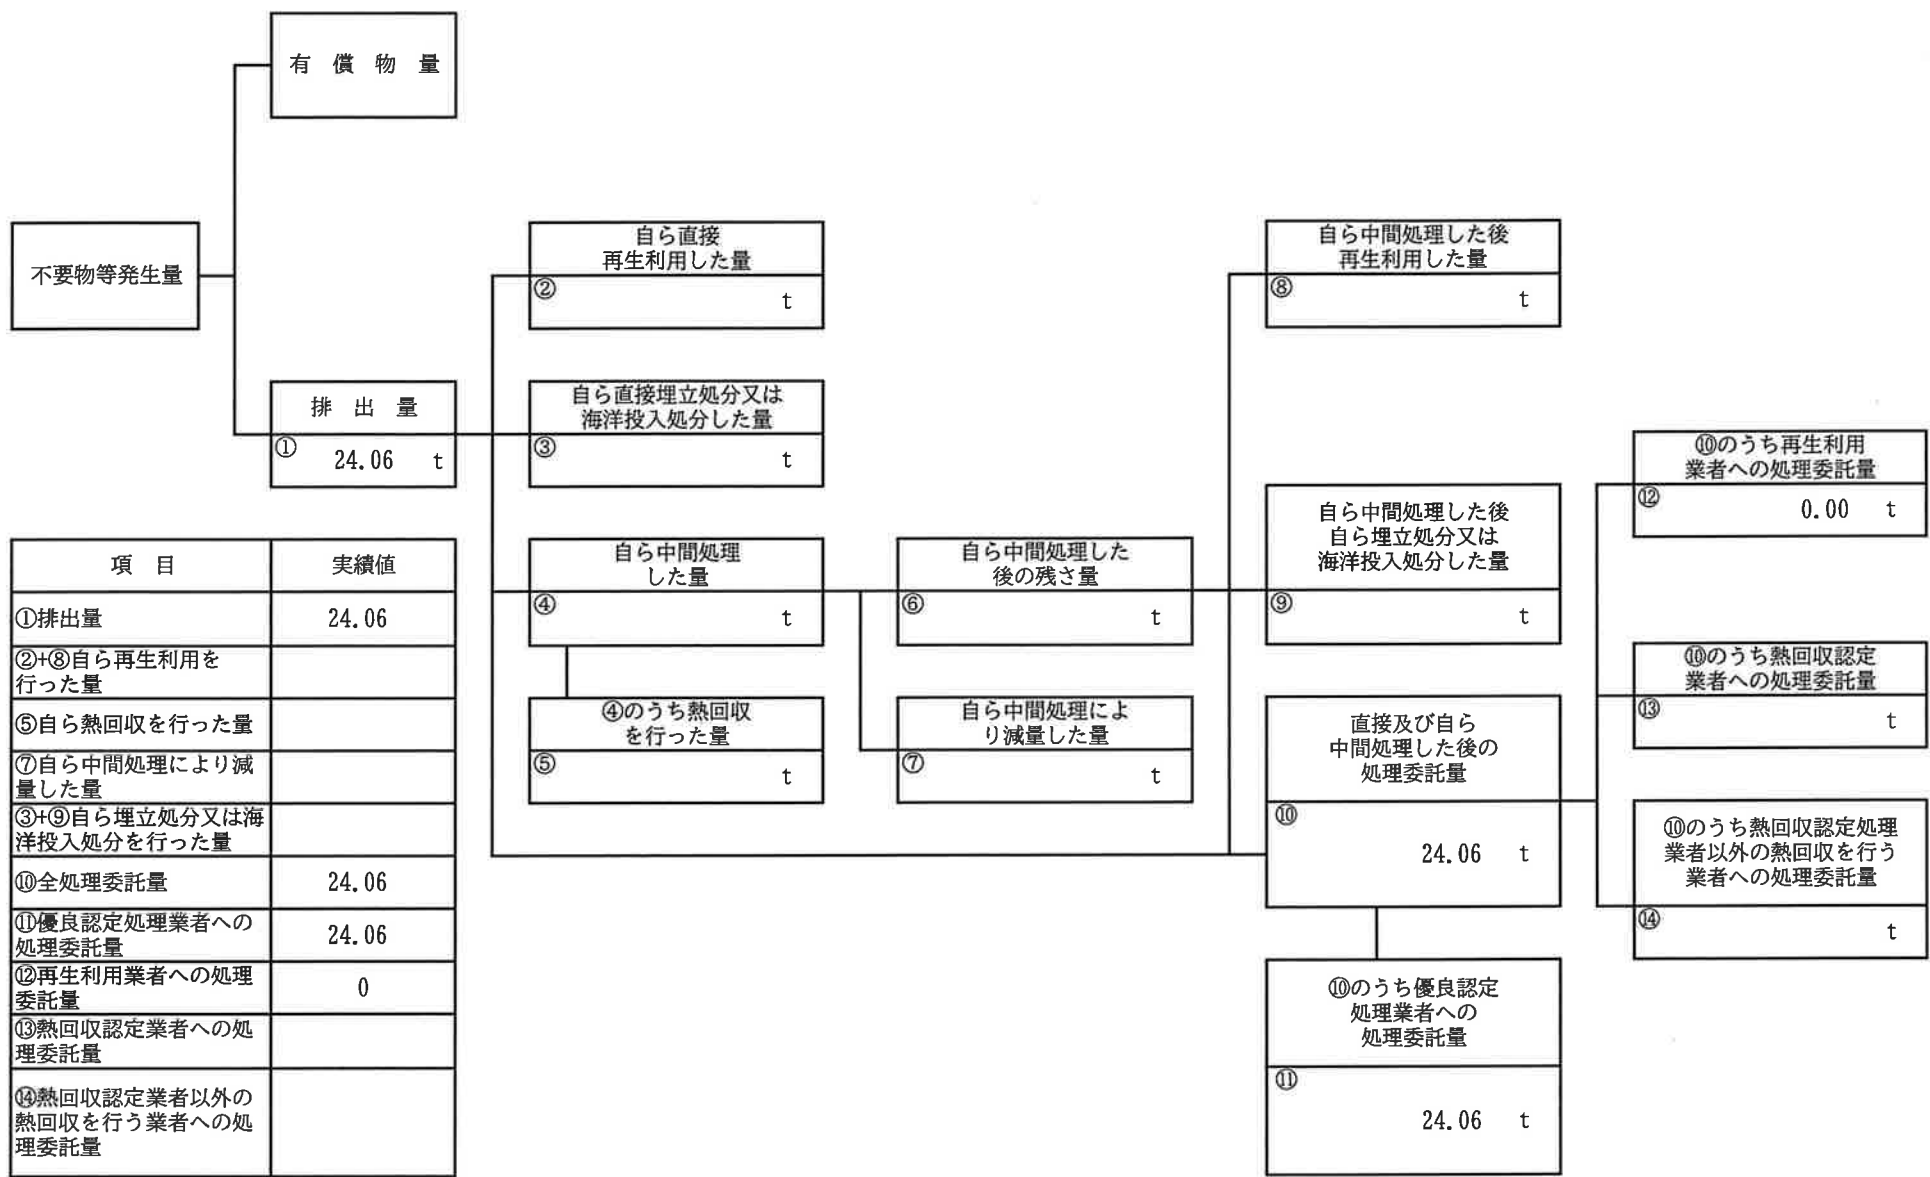 有 償 物 量
不要物等発生量
排 出 量
① 24.06 t
自ら直接
再生利用した量
② t
自ら直接埋立処分又は
海洋投入処分した量
③ t
自ら中間処理
した量
④ t
④のうち熱回収
を行った量
⑤ t
自ら中間処理した
後の残さ量
⑥ t
自ら中間処理によ
り減量した量
⑦ t
自ら中間処理した後
再生利用した量
⑧ t
自ら中間処理した後
自ら埋立処分又は
海洋投入処分した量
⑨ t
直接及び自ら
中間処理した後の
処理委託量
⑩
24.06 t
⑩のうち優良認定
処理業者への
処理委託量
⑪
24.06 t
⑩のうち再生利用
業者への処理委託量
⑫ 0.00 t
⑩のうち熱回収認定
業者への処理委託量
⑬ t
⑩のうち熱回収認定処理
業者以外の熱回収を行う
業者への処理委託量
⑭ t
項 目 実績値
①排出量 24.06
②+⑧自ら再生利用を
行った量
⑤自ら熱回収を行った量
⑦自ら中間処理により減
量した量
③+⑨自ら埋立処分又は海
洋投入処分を行った量
⑩全処理委託量 24.06
⑪優良認定処理業者への
処理委託量 24.06
⑫再生利用業者への処理
委託量 0
⑬熱回収認定業者への処
理委託量
⑭熱回収認定業者以外の
熱回収を行う業者への処
理委託量